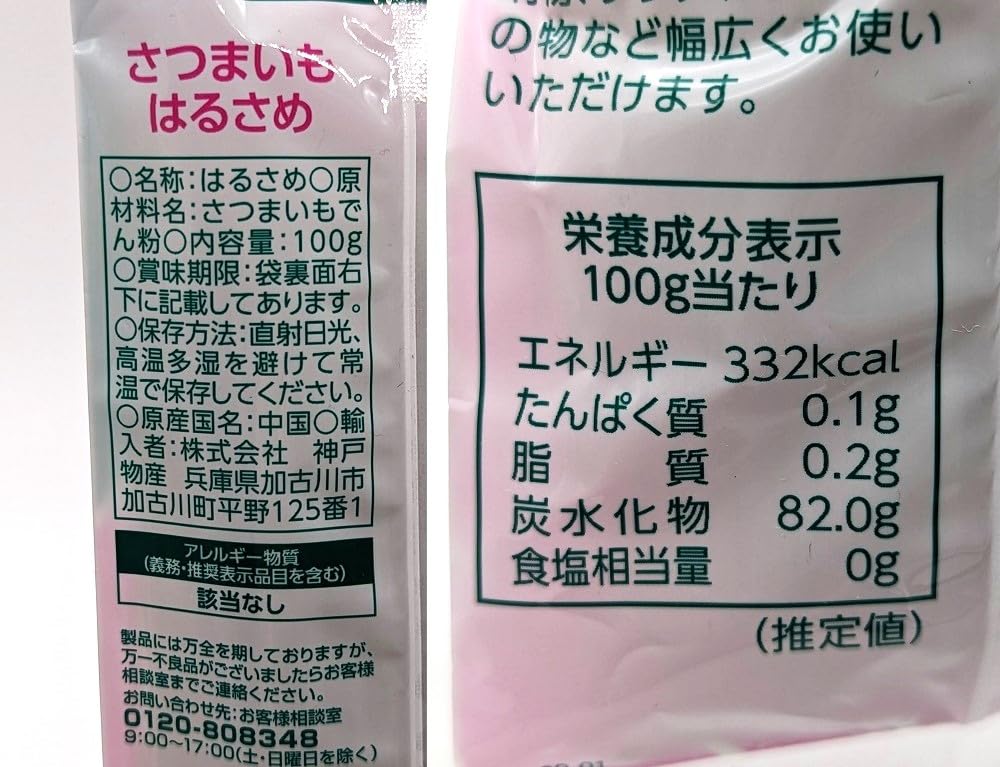 さつまいも
はるさめ
○名称:はるさめ○原
材料名:さつまいもで
ん粉○内容量:100g
○賞味期限:袋裏面右
下に記載してあります。
○保存方法:直射日光、
高温多湿を避けて常
温で保存してください。
○原産国名:中国○輸
入者:株式会社 神戸
物産 兵庫県加古川市
加古川町平野125番1
アレルギー物質
(義務・推奨表示品目を含む)
該当なし
製品には万全を期しておりますが、
万一不良品がございましたらお客様
相談室までご連絡ください。
お問い合わせ先:お客様相談室
0120-808348
9:00~17:00(土・日曜日を除く)
の物など幅広くお使い
いただけます。
栄養成分表示
100g当たり
エネルギー 332kcal
たんぱく質 0.1g
脂質 0.2g
炭水化物 82.0g
食塩相当量 0g
(推定値)